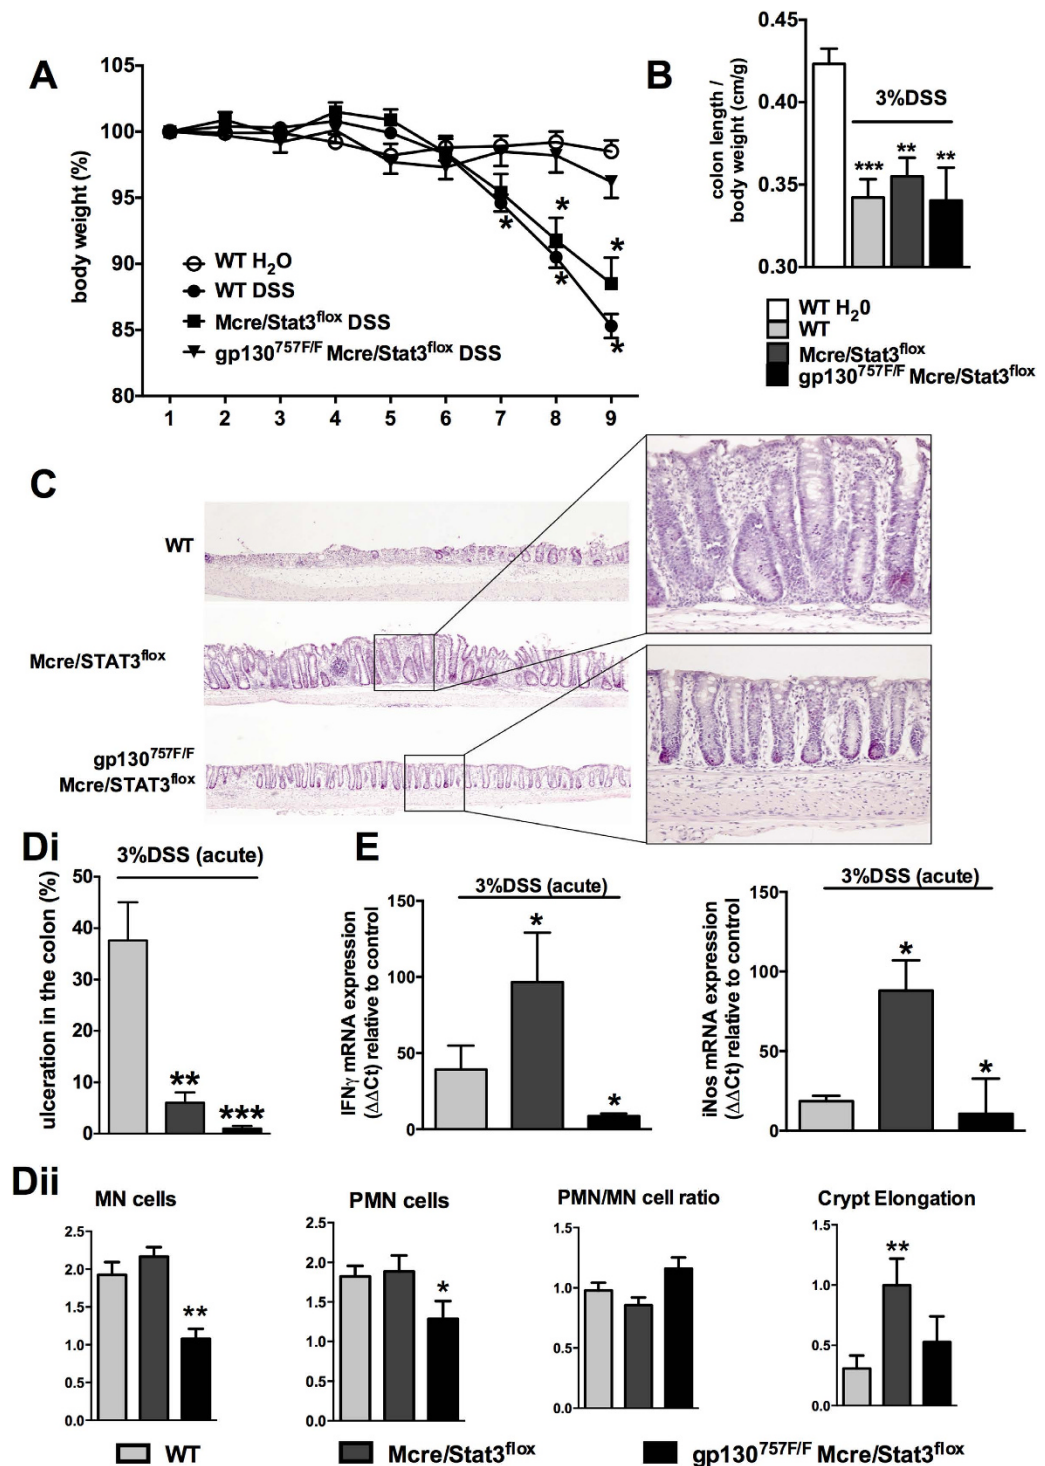 A
105
100
95
90
85
80
body weight (%)
WT H₂O
WT DSS
Mcre/Stat3ᶠˡᵒˣ DSS
gp130⁷⁵⁷ᶠ/ᶠ Mcre/Stat3ᶠˡᵒˣ DSS
1 2 3 4 5 6 7 8 9
* * * * *
B
0.45
0.40
0.35
0.30
colon length /
body weight (cm/g)
3%DSS
*** ** **
WT H₂0
WT
Mcre/Stat3ᶠˡᵒˣ
gp130⁷⁵⁷ᶠ/ᶠ Mcre/Stat3ᶠˡᵒˣ
C
WT
Mcre/STAT3ᶠˡᵒˣ
gp130⁷⁵⁷ᶠ/ᶠ
Mcre/STAT3ᶠˡᵒˣ
Di
3%DSS (acute)
50
40
30
20
10
0
ulceration in the colon (%)
** ***
E
3%DSS (acute)
150
100
50
0
IFNγ mRNA expression
(ΔΔCt) relative to control
* *
3%DSS (acute)
150
100
50
0
iNos mRNA expression
(ΔΔCt) relative to control
* *
Dii
MN cells
2.5
2.0
1.5
1.0
0.5
0.0
**
PMN cells
2.5
2.0
1.5
1.0
0.5
0.0
*
PMN/MN cell ratio
1.5
1.0
0.5
0.0
Crypt Elongation
1.5
1.0
0.5
0.0
**
WT
Mcre/Stat3ᶠˡᵒˣ
gp130⁷⁵⁷ᶠ/ᶠ Mcre/Stat3ᶠˡᵒˣ